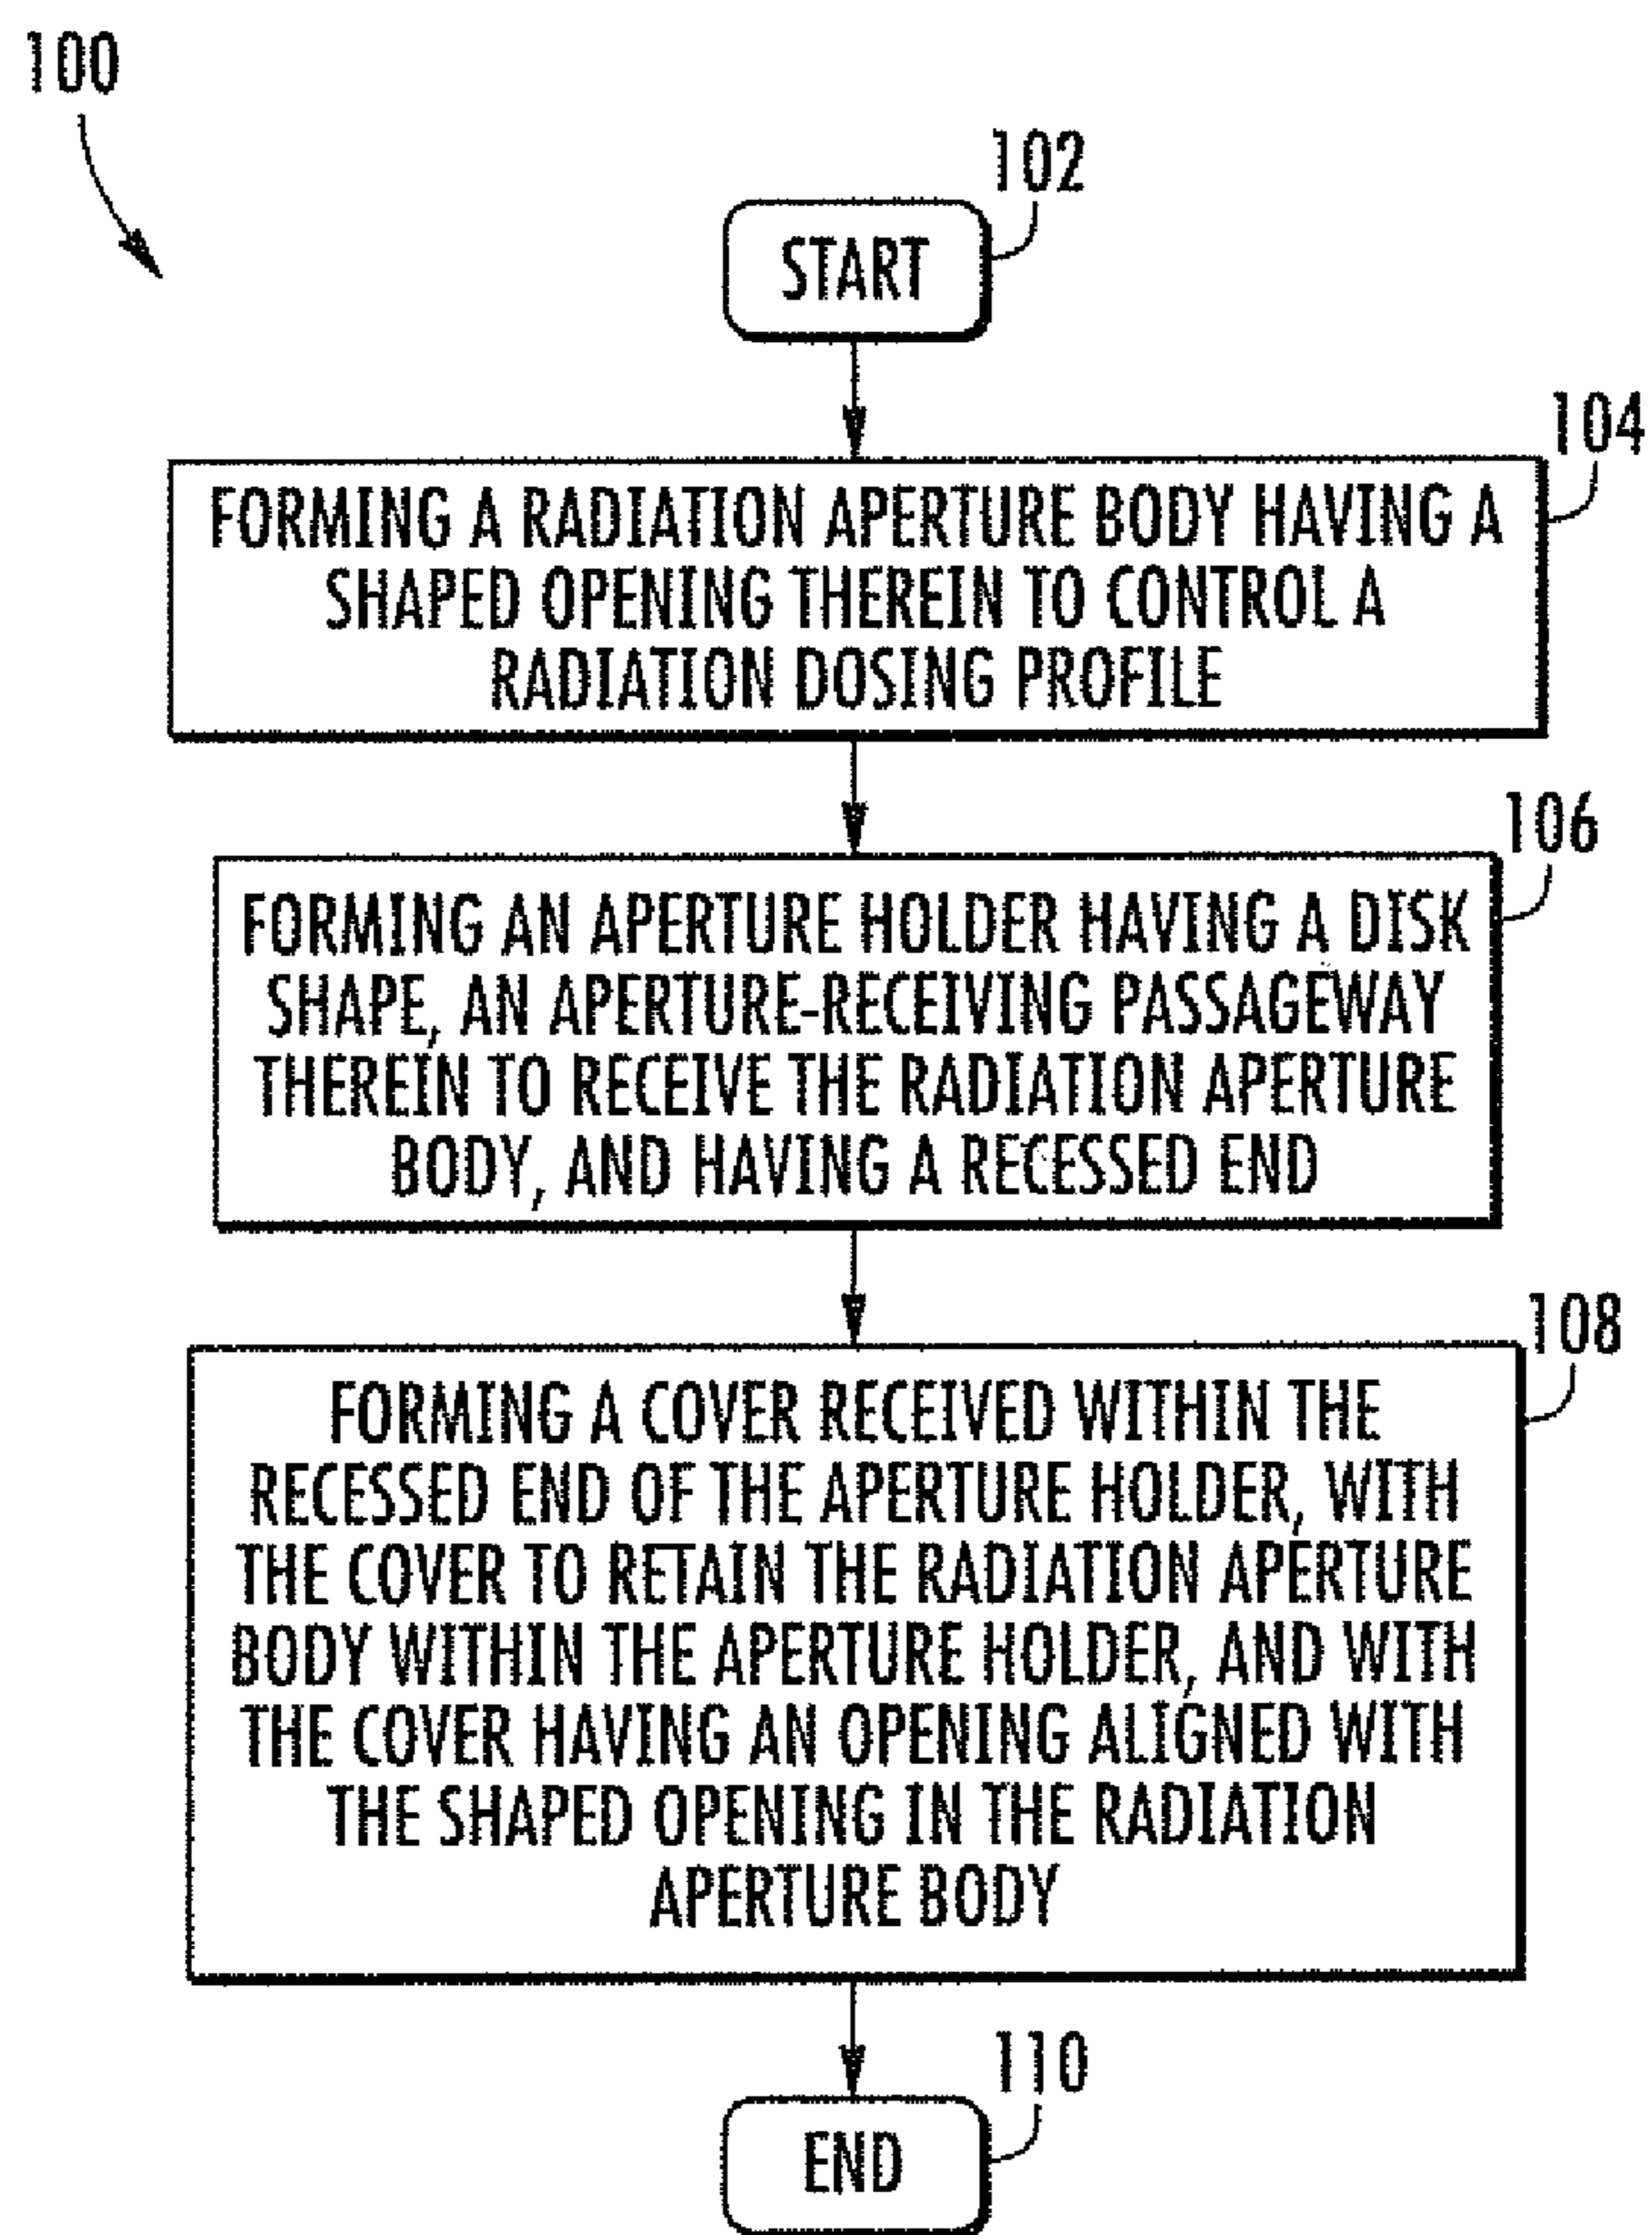 100
102
START
104
FORMING A RADIATION APERTURE BODY HAVING A
SHAPED OPENING THEREIN TO CONTROL A
RADIATION DOSING PROFILE
106
FORMING AN APERTURE HOLDER HAVING A DISK
SHAPE, AN APERTURE-RECEIVING PASSAGEWAY
THEREIN TO RECEIVE THE RADIATION APERTURE
BODY, AND HAVING A RECESSED END
108
FORMING A COVER RECEIVED WITHIN THE
RECESSED END OF THE APERTURE HOLDER, WITH
THE COVER TO RETAIN THE RADIATION APERTURE
BODY WITHIN THE APERTURE HOLDER, AND WITH
THE COVER HAVING AN OPENING ALIGNED WITH
THE SHAPED OPENING IN THE RADIATION
APERTURE BODY
110
END